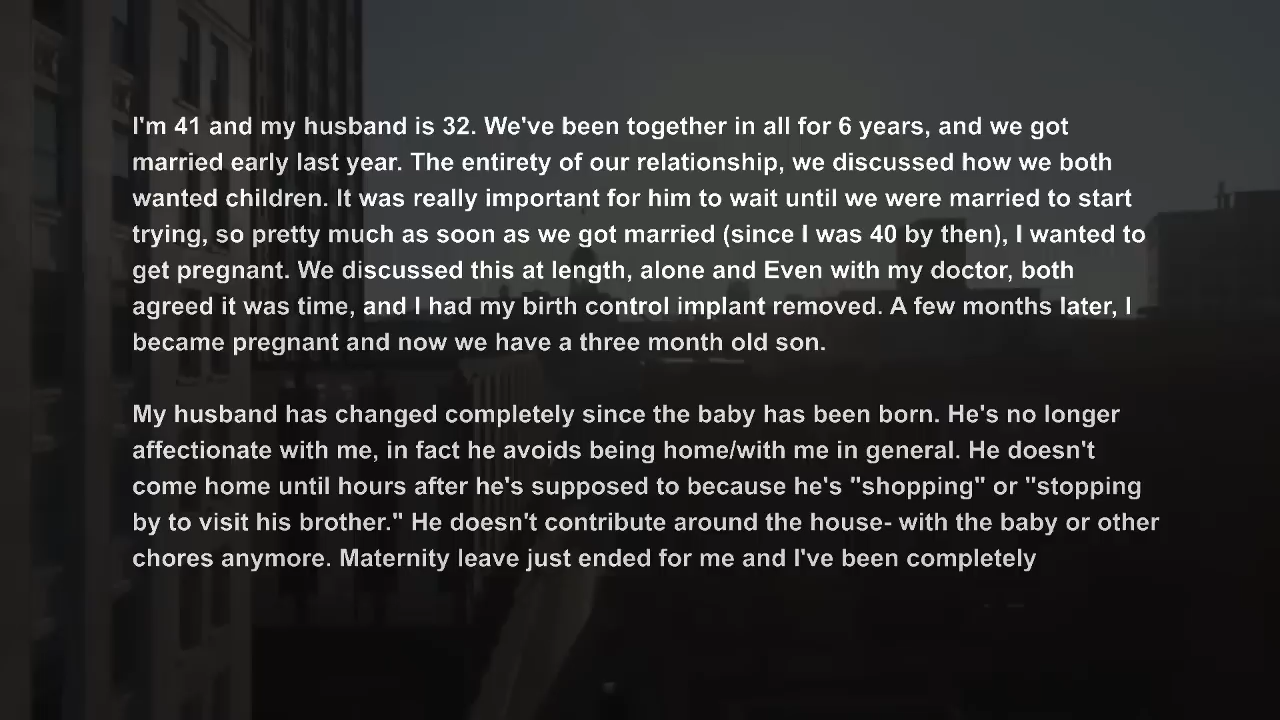 I'm 41 and my husband is 32. We've been together in all for 6 years, and we got
married early last year. The entirety of our relationship, we discussed how we both
wanted children. It was really important for him to wait until we were married to start
trying, so pretty much as soon as we got married (since I was 40 by then), I wanted to
get pregnant. We discussed this at length, alone and Even with my doctor, both
agreed it was time, and I had my birth control implant removed. A few months later, I
became pregnant and now we have a three month old son.
My husband has changed completely since the baby has been born. He's no longer
affectionate with me, in fact he avoids being home/with me in general. He doesn't
come home until hours after he's supposed to because he's "shopping" or "stopping
by to visit his brother." He doesn't contribute around the house- with the baby or other
chores anymore. Maternity leave just ended for me and I've been completely